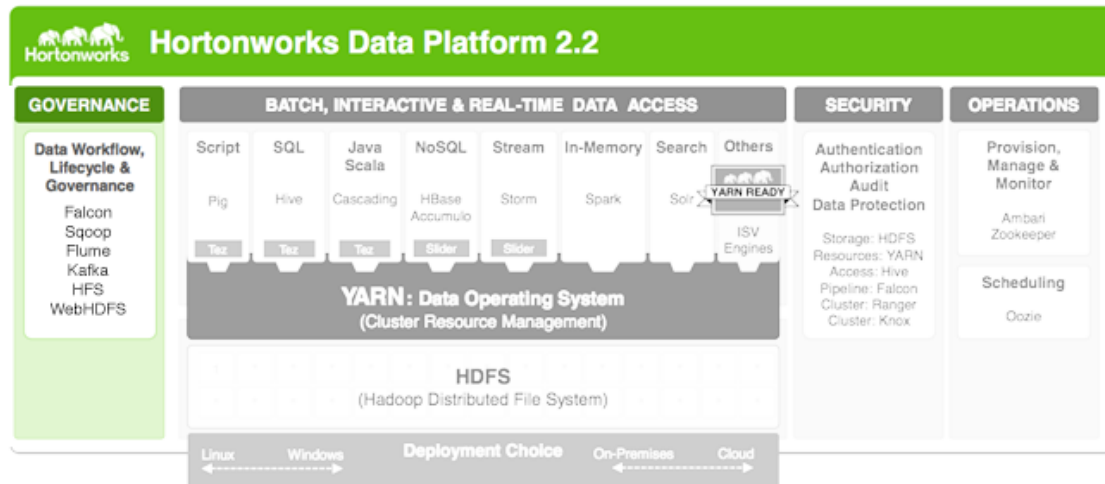 Hortonworks
Hortonworks Data Platform 2.2
GOVERNANCE
Data Workflow,
Lifecycle &
Governance
Falcon
Sqoop
Flume
Kafka
HFS
WebHDFS
BATCH, INTERACTIVE & REAL-TIME DATA ACCESS
Script
Pig
Tez
SQL
Hive
Tez
Java
Scala
Cascading
Tez
NoSQL
HBase
Accumulo
Slider
Stream
Storm
Slider
In-Memory
Spark
Search
Solr
Others
YARN READY
ISV
Engines
YARN : Data Operating System
(Cluster Resource Management)
HDFS
(Hadoop Distributed File System)
Linux
Windows
Deployment Choice
On-Premises
Cloud
SECURITY
Authentication
Authorization
Audit
Data Protection
Storage: HDFS
Resources: YARN
Access: Hive
Pipeline: Falcon
Cluster: Ranger
Cluster: Knox
OPERATIONS
Provision,
Manage &
Monitor
Ambari
Zookeeper
Scheduling
Oozie